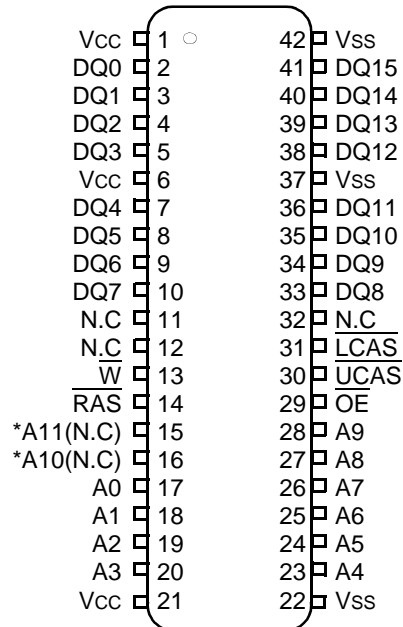 Vcc 1 42 Vss
DQ0 2 41 DQ15
DQ1 3 40 DQ14
DQ2 4 39 DQ13
DQ3 5 38 DQ12
Vcc 6 37 Vss
DQ4 7 36 DQ11
DQ5 8 35 DQ10
DQ6 9 34 DQ9
DQ7 10 33 DQ8
N.C 11 32 N.C
N.C 12 31 L̅C̅A̅S̅
W̅ 13 30 U̅C̅A̅S̅
R̅A̅S̅ 14 29 O̅E̅
*A11(N.C) 15 28 A9
*A10(N.C) 16 27 A8
A0 17 26 A7
A1 18 25 A6
A2 19 24 A5
A3 20 23 A4
Vcc 21 22 Vss